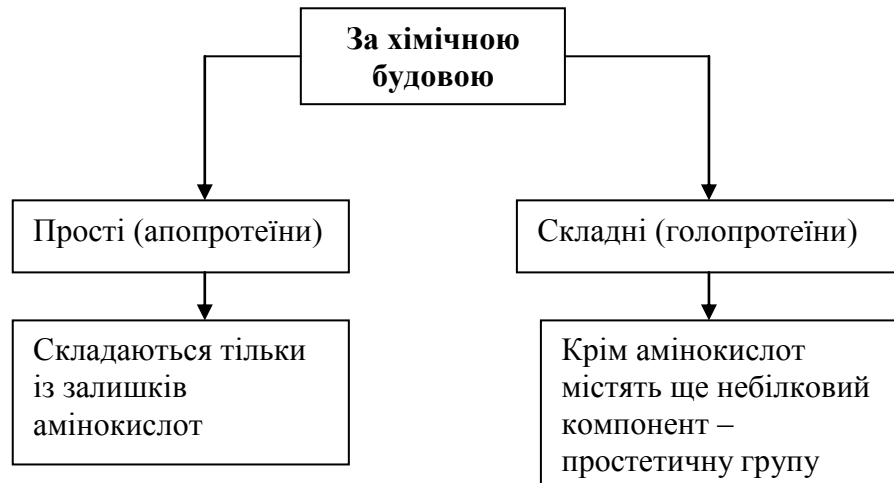 За хімічною
будовою
Прості (апопротеїни)
Складні (голопротеїни)
Складаються тільки
із залишків
амінокислот
Крім амінокислот
містять ще небілковий
компонент –
простетичну групу